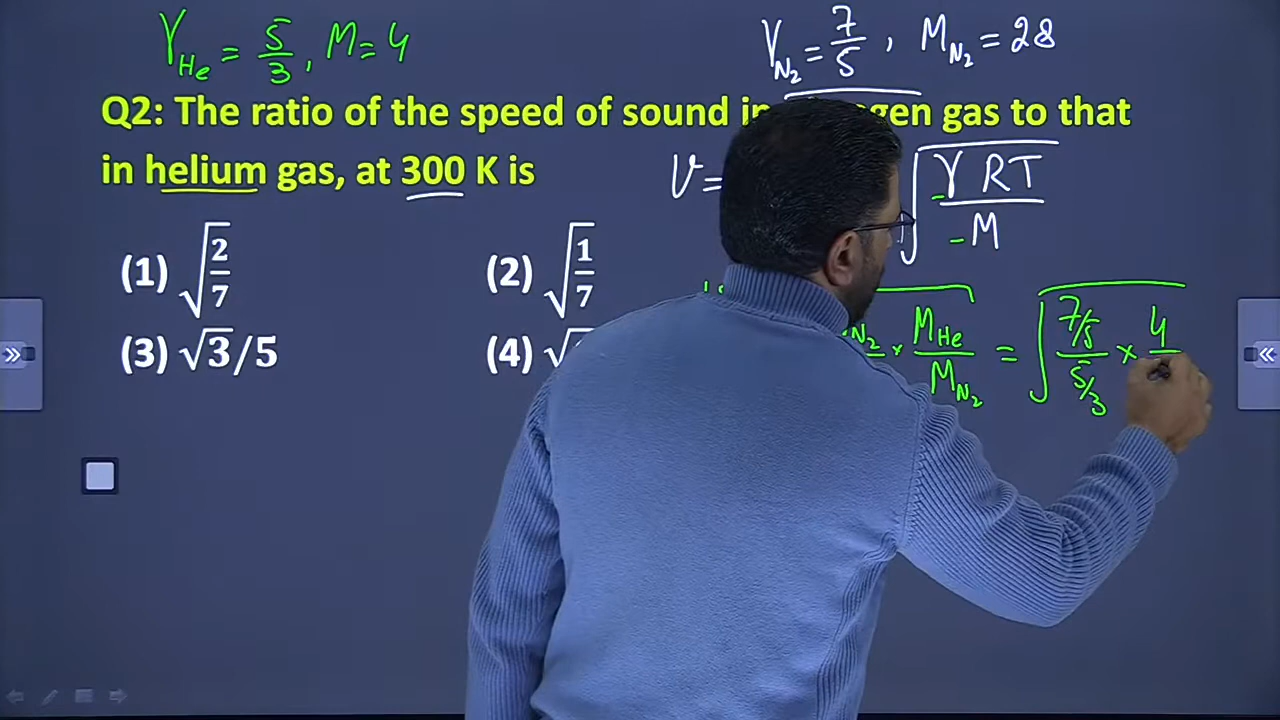 γHe = 5/3, M = 4
γN₂ = 7/5, MN₂ = 28
Q2: The ratio of the speed of sound in gen gas to that
in helium gas, at 300 K is
v = √(γRT/M)
(1) √(2/7)
(2) √(1/7)
(3) √3/5
(4) √
N₂ × MHe/MN₂ = √((7/5)/(5/3) × 4